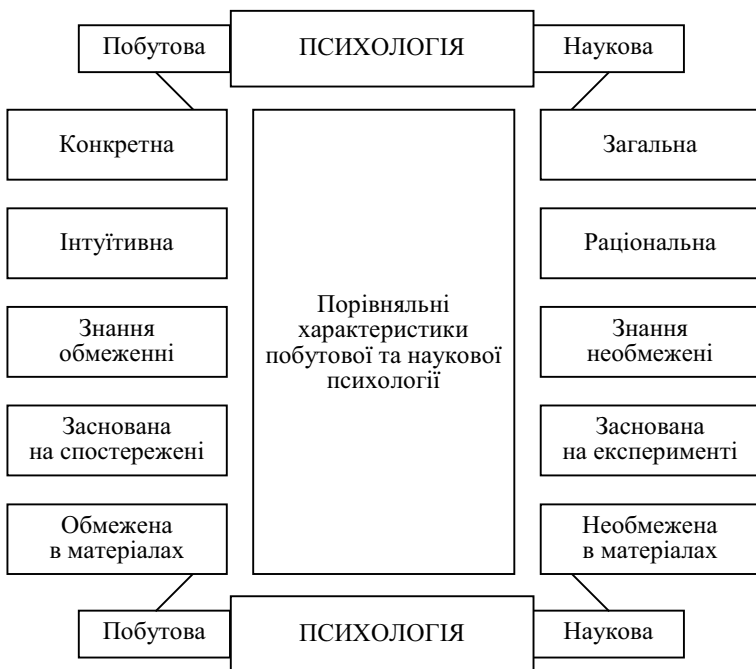 Побутова
ПСИХОЛОГІЯ
Наукова
Конкретна
Загальна
Інтуїтивна
Раціональна
Знання
обмеженні
Порівняльні
характеристики
побутової та наукової
психології
Знання
необмежені
Заснована
на спостережені
Заснована
на експерименті
Обмежена
в матеріалах
Необмежена
в матеріалах
Побутова
ПСИХОЛОГІЯ
Наукова